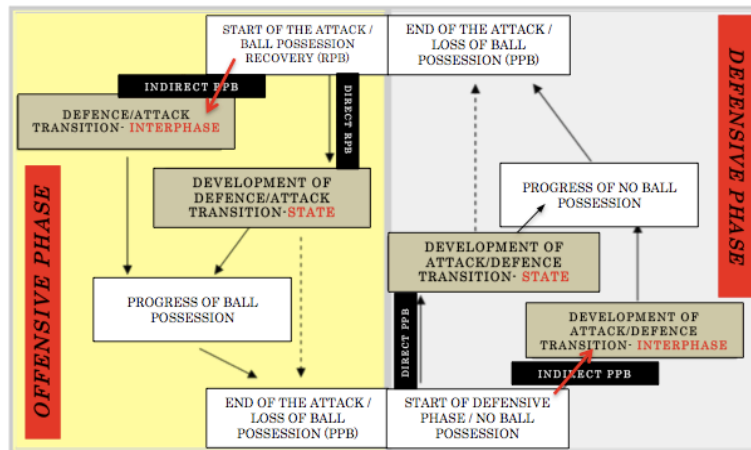 START OF THE ATTACK /
BALL POSSESSION
RECOVERY (RPB)
END OF THE ATTACK /
LOSS OF BALL
POSSESSION (PPB)
INDIRECT RPB
DIRECT RPB
DEFENCE/ATTACK
TRANSITION- INTERPHASE
DEVELOPMENT OF
DEFENCE/ATTACK
TRANSITION-STATE
PROGRESS OF BALL
POSSESSION
END OF THE ATTACK /
LOSS OF BALL
POSSESSION (PPB)
OFFENSIVE PHASE
DEFENSIVE PHASE
PROGRESS OF NO BALL
POSSESSION
DEVELOPMENT OF
ATTACK/DEFENCE
TRANSITION- STATE
DEVELOPMENT OF
ATTACK/DEFENCE
TRANSITION- INTERPHASE
DIRECT PPB
INDIRECT PPB
START OF DEFENSIVE
PHASE / NO BALL
POSSESSION